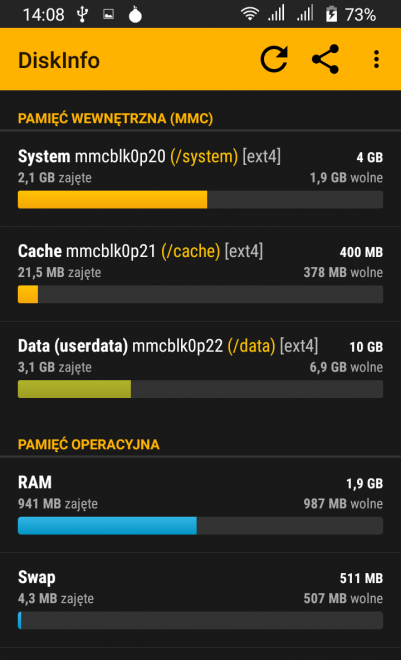 14:08 73%
DiskInfo
PAMIĘĆ WEWNĘTRZNA (MMC)
System mmcblk0p20 (/system) [ext4] 4 GB
2,1 GB zajęte 1,9 GB wolne
Cache mmcblk0p21 (/cache) [ext4] 400 MB
21,5 MB zajęte 378 MB wolne
Data (userdata) mmcblk0p22 (/data) [ext4] 10 GB
3,1 GB zajęte 6,9 GB wolne
PAMIĘĆ OPERACYJNA
RAM 1,9 GB
941 MB zajęte 987 MB wolne
Swap 511 MB
4,3 MB zajęte 507 MB wolne